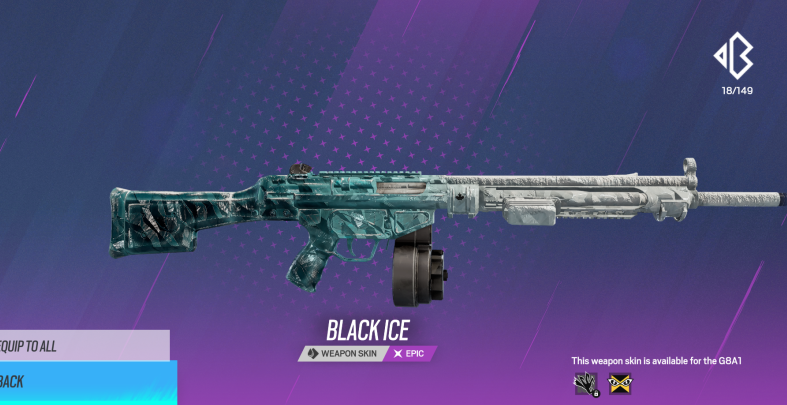 18/149
BLACK ICE
WEAPON SKIN EPIC
EQUIP TO ALL
BACK
This weapon skin is available for the G8A1